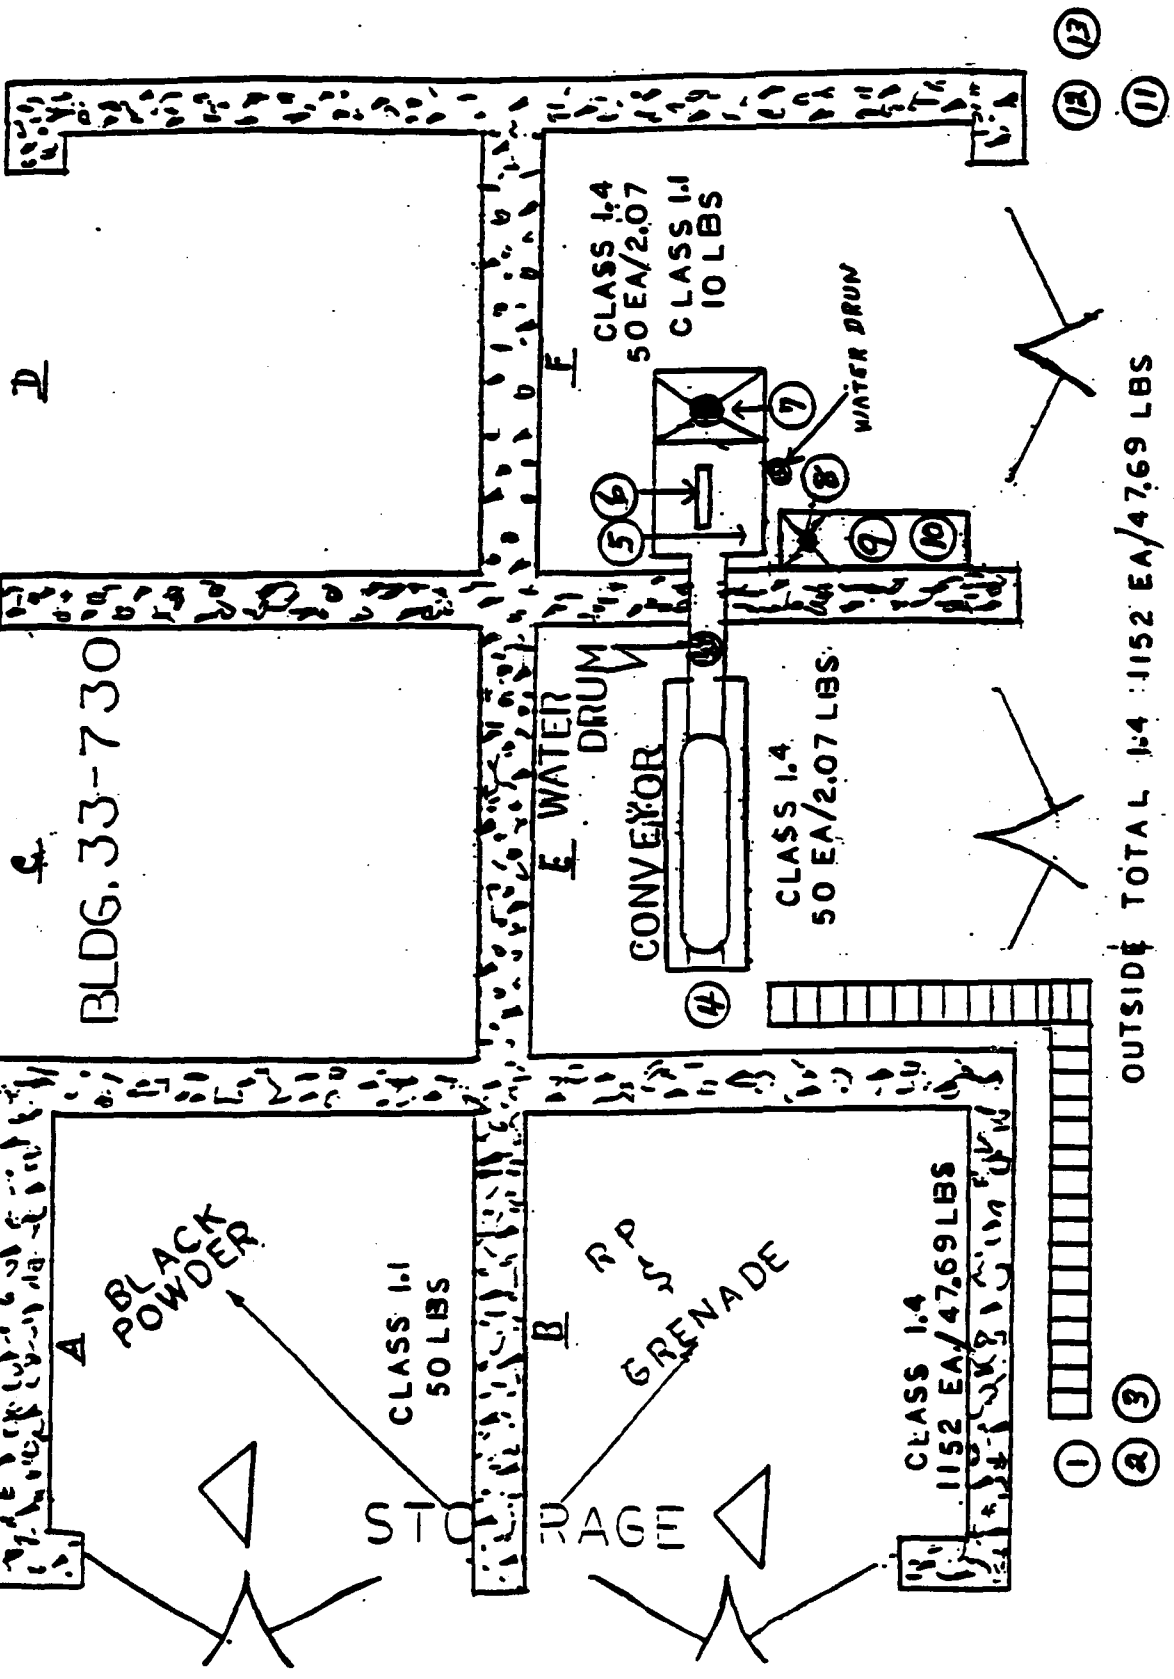 A
BLACK
POWDER
CLASS 1.1
50 LBS
STORAGE
B
RP
S
GRENADE
CLASS 1.4
1152 EA/47.69 LBS
1
2
3
C
BLDG. 33-730
E
WATER
DRUM
CONVEYOR
4
CLASS 1.4
50 EA/2.07 LBS
D
F
CLASS 1.4
50 EA/2.07
CLASS 1.1
10 LBS
5
6
7
WATER DRUN
8
9
10
12
13
11
OUTSIDE TOTAL 1.4 1152 EA/47.69 LBS